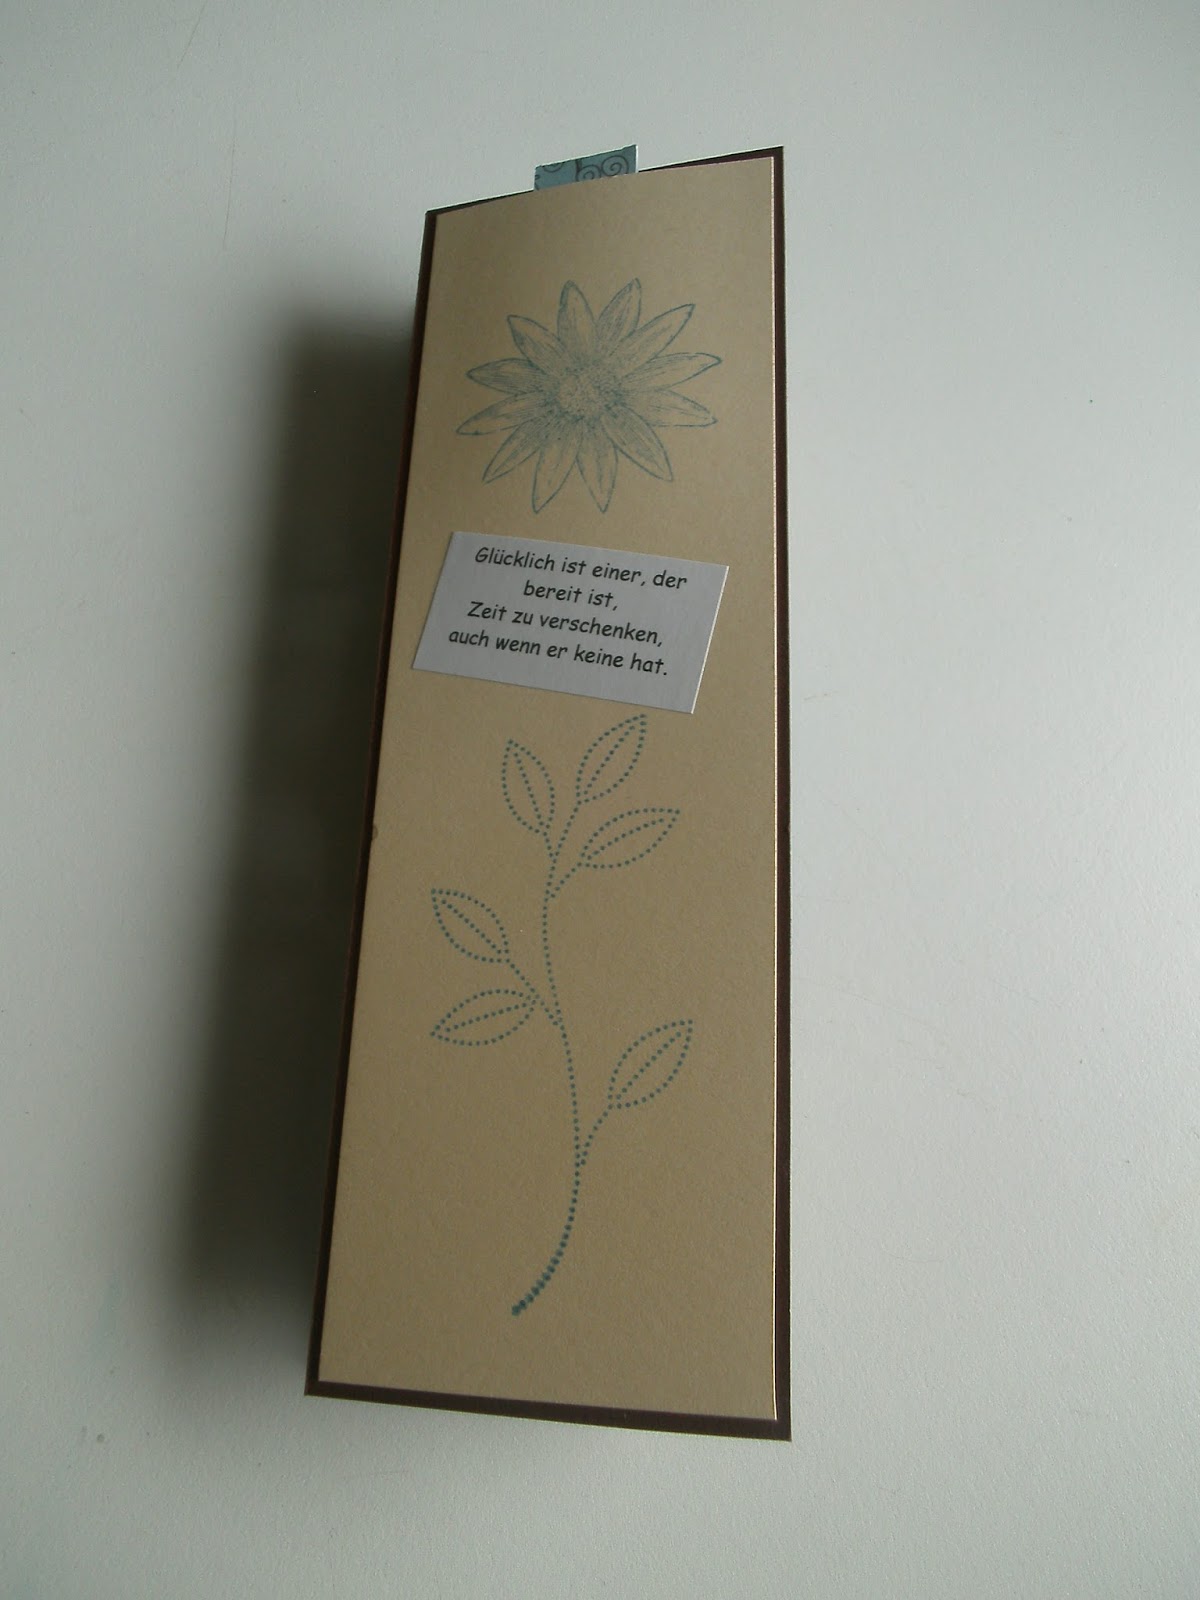 Glücklich ist einer, der
bereit ist,
Zeit zu verschenken,
auch wenn er keine hat.